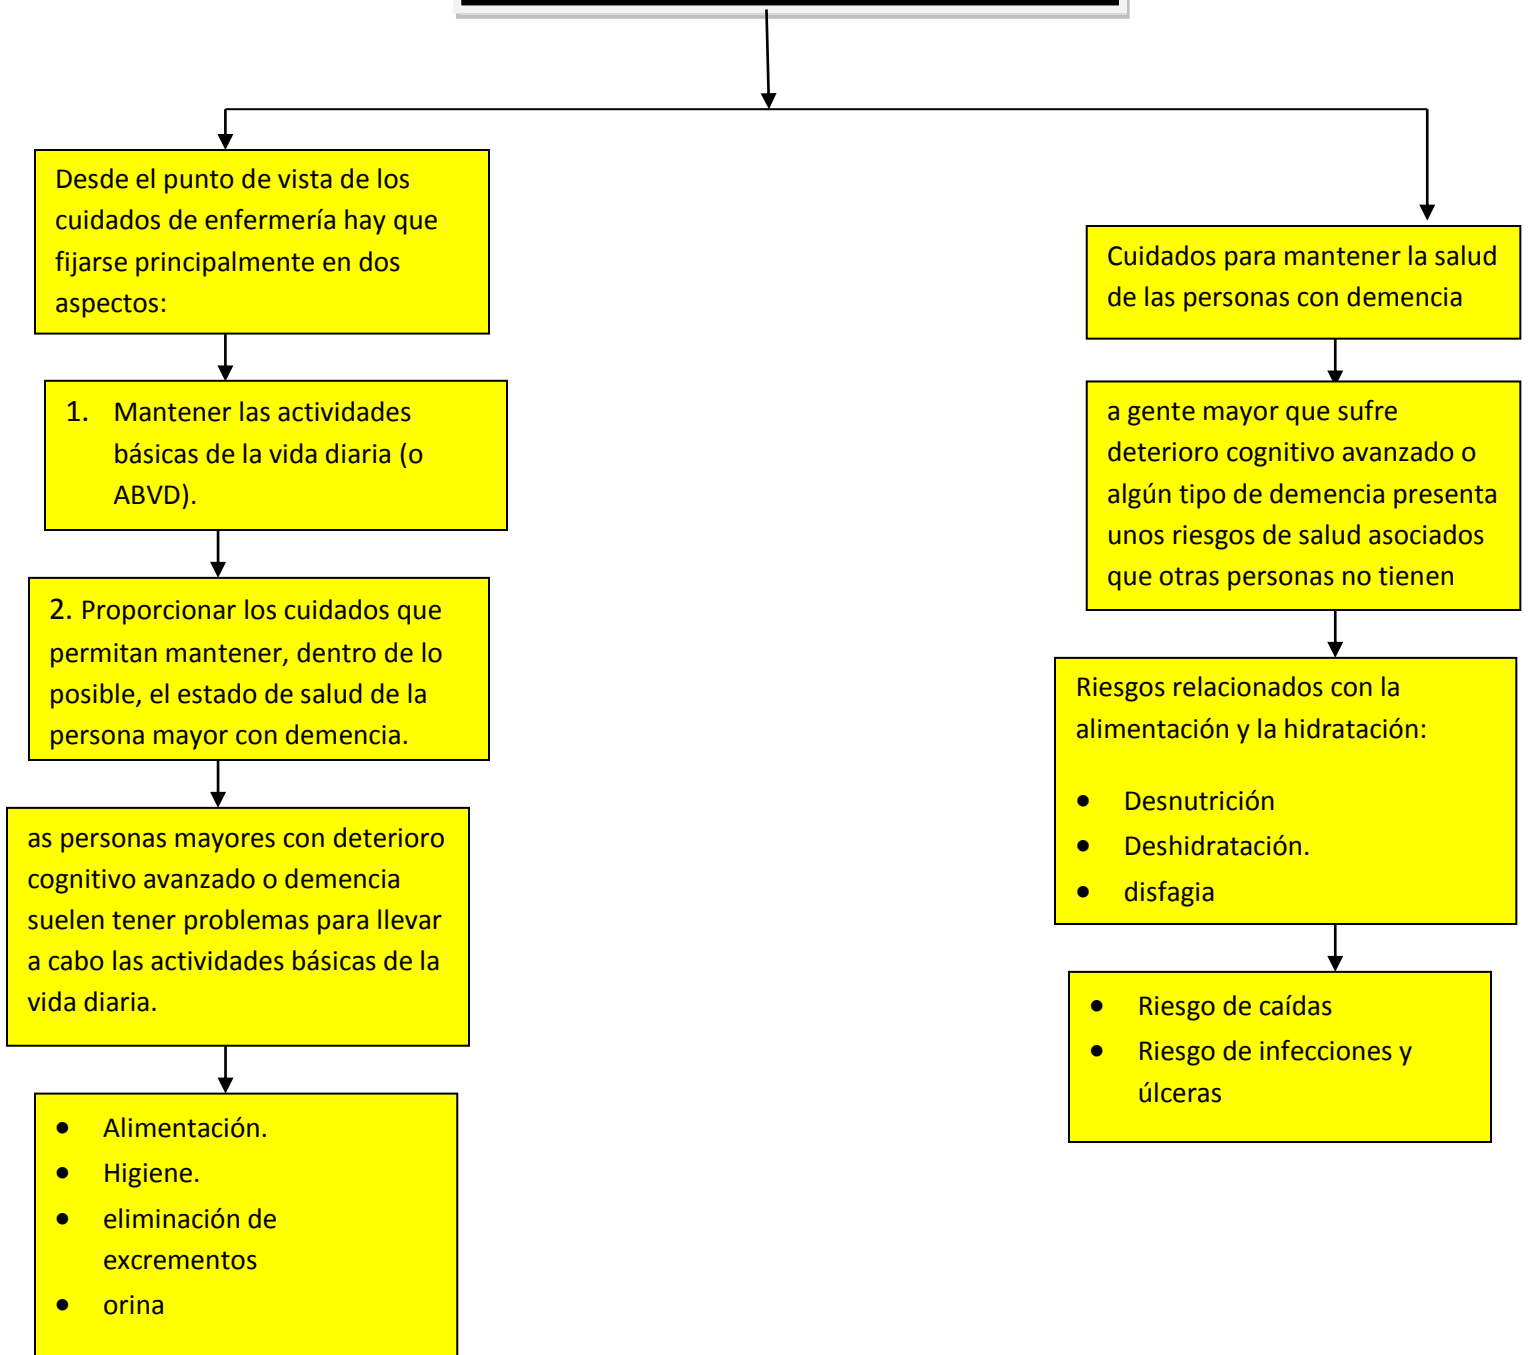 Desde el punto de vista de los
cuidados de enfermería hay que
fijarse principalmente en dos
aspectos:
1. Mantener las actividades
básicas de la vida diaria (o
ABVD).
2. Proporcionar los cuidados que
permitan mantener, dentro de lo
posible, el estado de salud de la
persona mayor con demencia.
as personas mayores con deterioro
cognitivo avanzado o demencia
suelen tener problemas para llevar
a cabo las actividades básicas de la
vida diaria.
• Alimentación.
• Higiene.
• eliminación de
excrementos
• orina
Cuidados para mantener la salud
de las personas con demencia
a gente mayor que sufre
deterioro cognitivo avanzado o
algún tipo de demencia presenta
unos riesgos de salud asociados
que otras personas no tienen
Riesgos relacionados con la
alimentación y la hidratación:
• Desnutrición
• Deshidratación.
• disfagia
• Riesgo de caídas
• Riesgo de infecciones y
úlceras